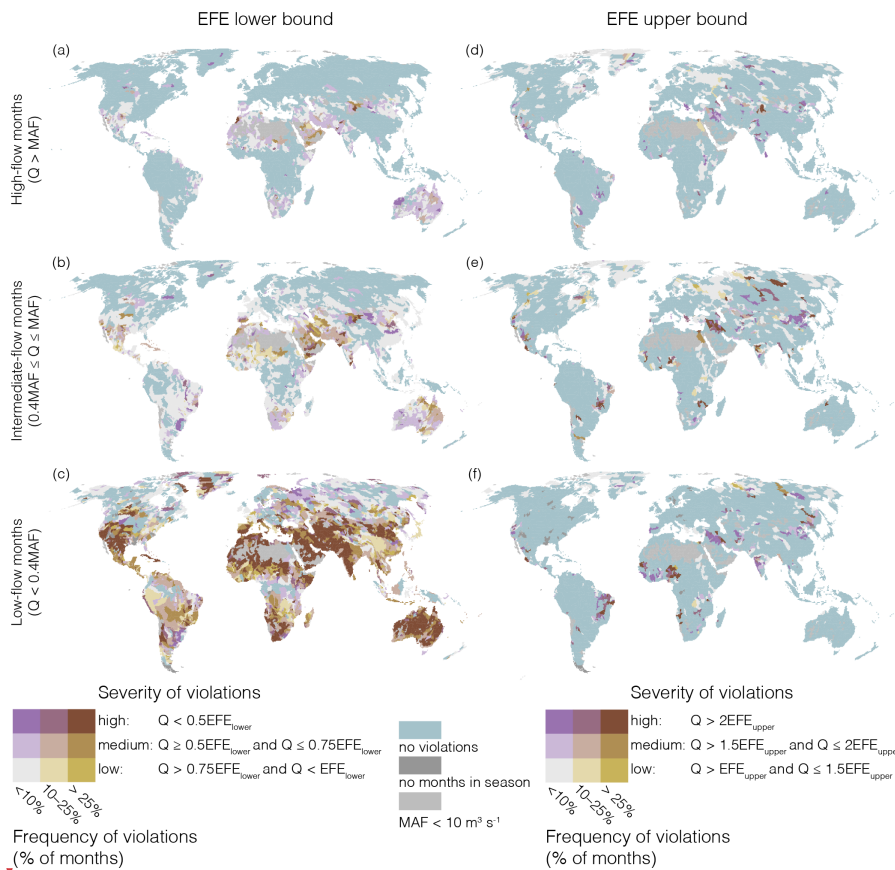 EFE lower bound
EFE upper bound
(a)
(d)
High-flow months
(Q > MAF)
(b)
(e)
Intermediate-flow months
(0.4MAF ≤ Q ≤ MAF)
(c)
(f)
Low-flow months
(Q < 0.4MAF)
Severity of violations
high: Q < 0.5EFElower
medium: Q ≥ 0.5EFElower and Q ≤ 0.75EFElower
low: Q > 0.75EFElower and Q < EFElower
<10%
10–25%
> 25%
Frequency of violations
(% of months)
no violations
no months in season
MAF < 10 m³ s⁻¹
Severity of violations
high: Q > 2EFEupper
medium: Q > 1.5EFEupper and Q ≤ 2EFEupper
low: Q > EFEupper and Q ≤ 1.5EFEupper
<10%
10–25%
> 25%
Frequency of violations
(% of months)